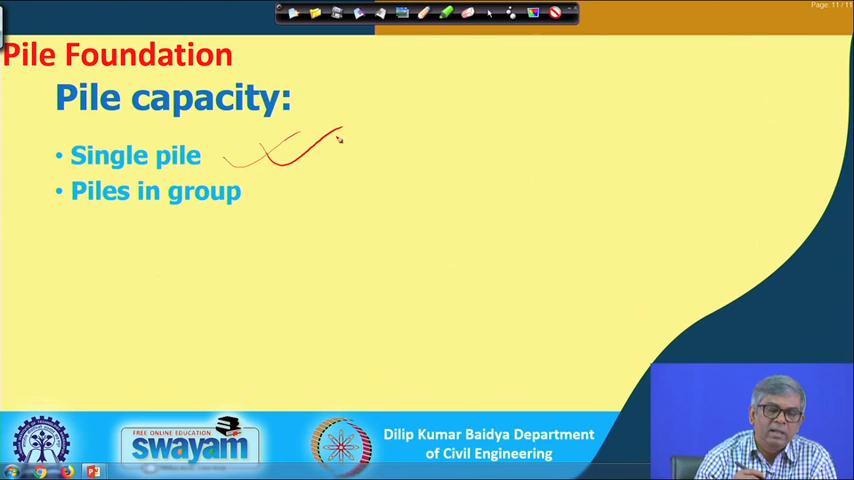 Page: 11 / 11
Pile Foundation
Pile capacity:
• Single pile
• Piles in group
FREE ONLINE EDUCATION
swayam
Dilip Kumar Baidya Department
of Civil Engineering